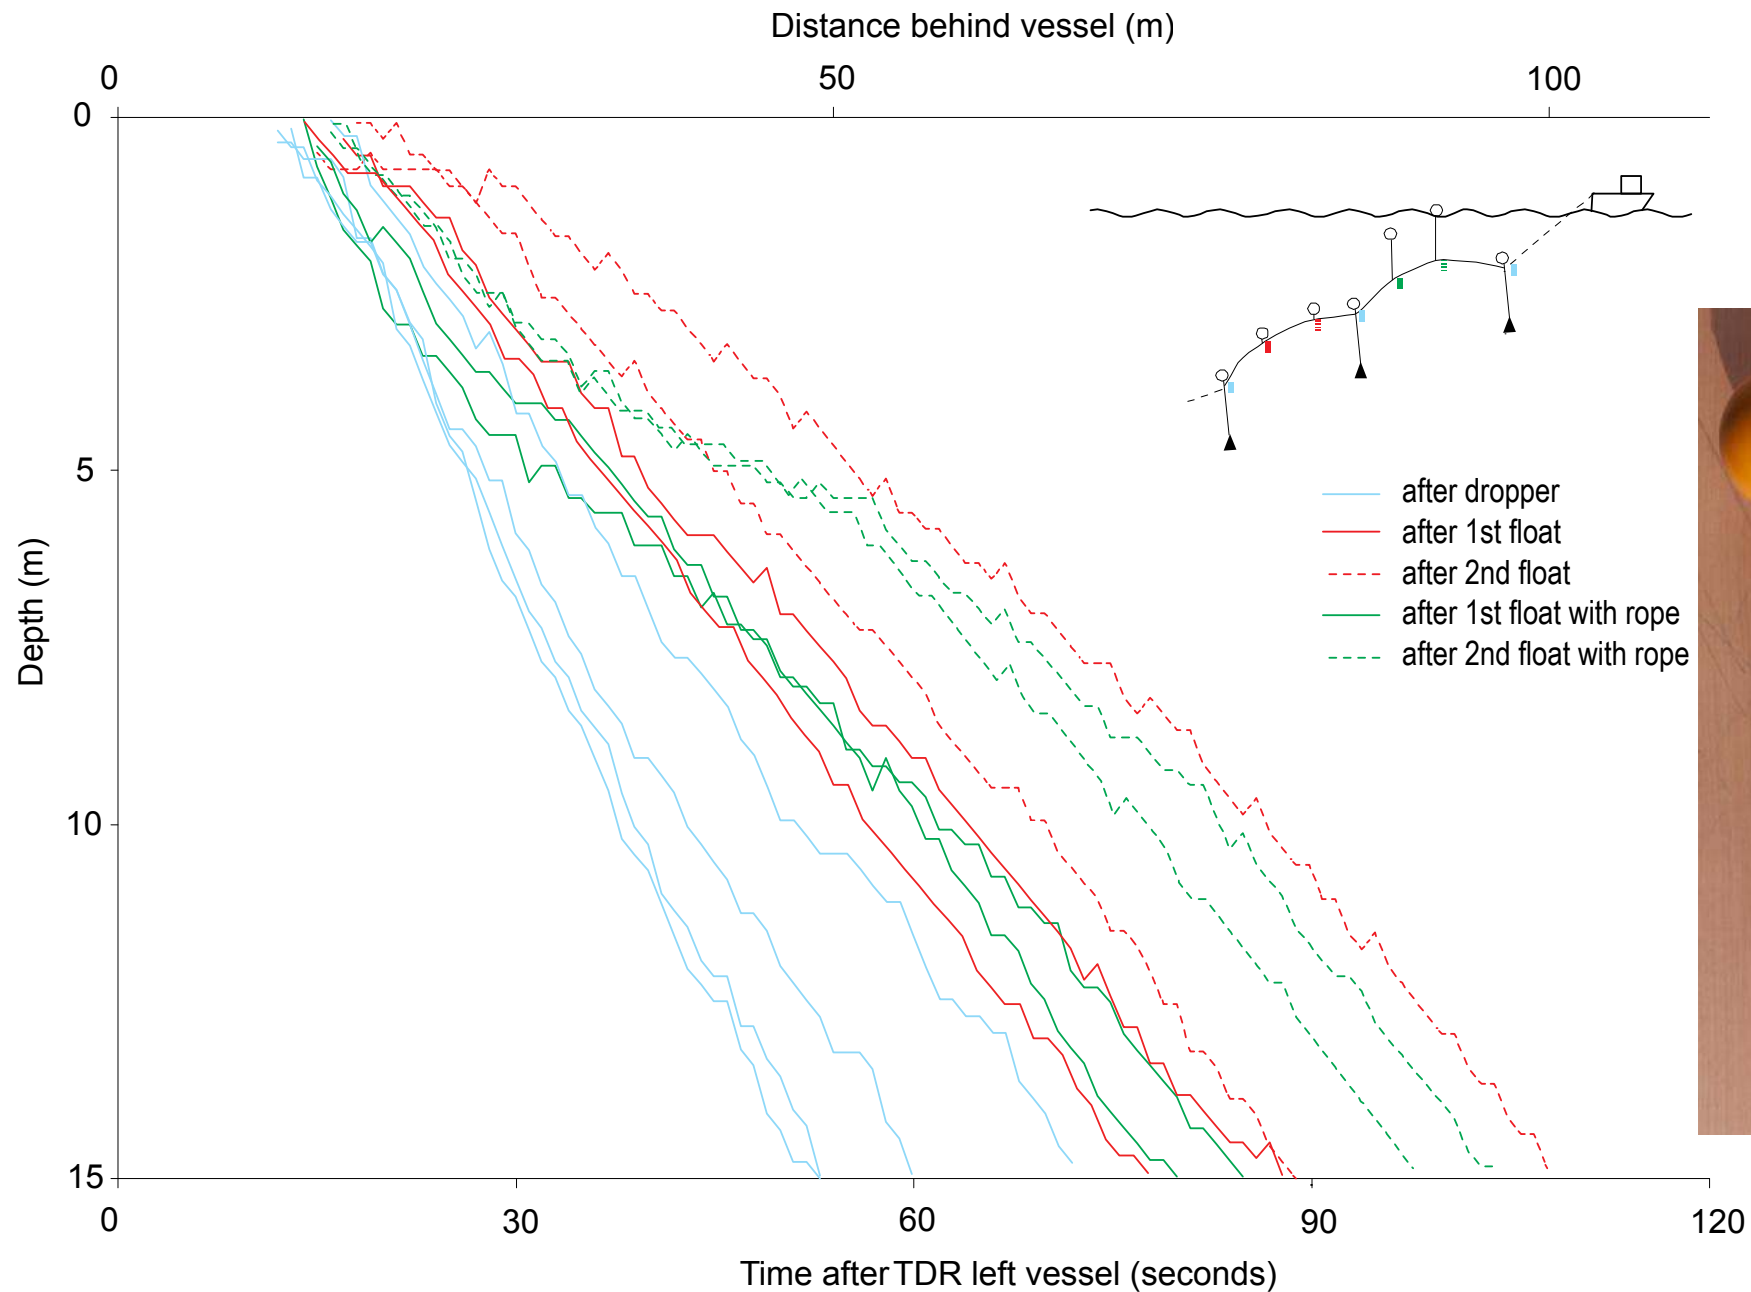 Distance behind vessel (m)
0 50 100
0
5
10
15
Depth (m)
after dropper
after 1st float
after 2nd float
after 1st float with rope
after 2nd float with rope
0 30 60 90 120
Time after TDR left vessel (seconds)